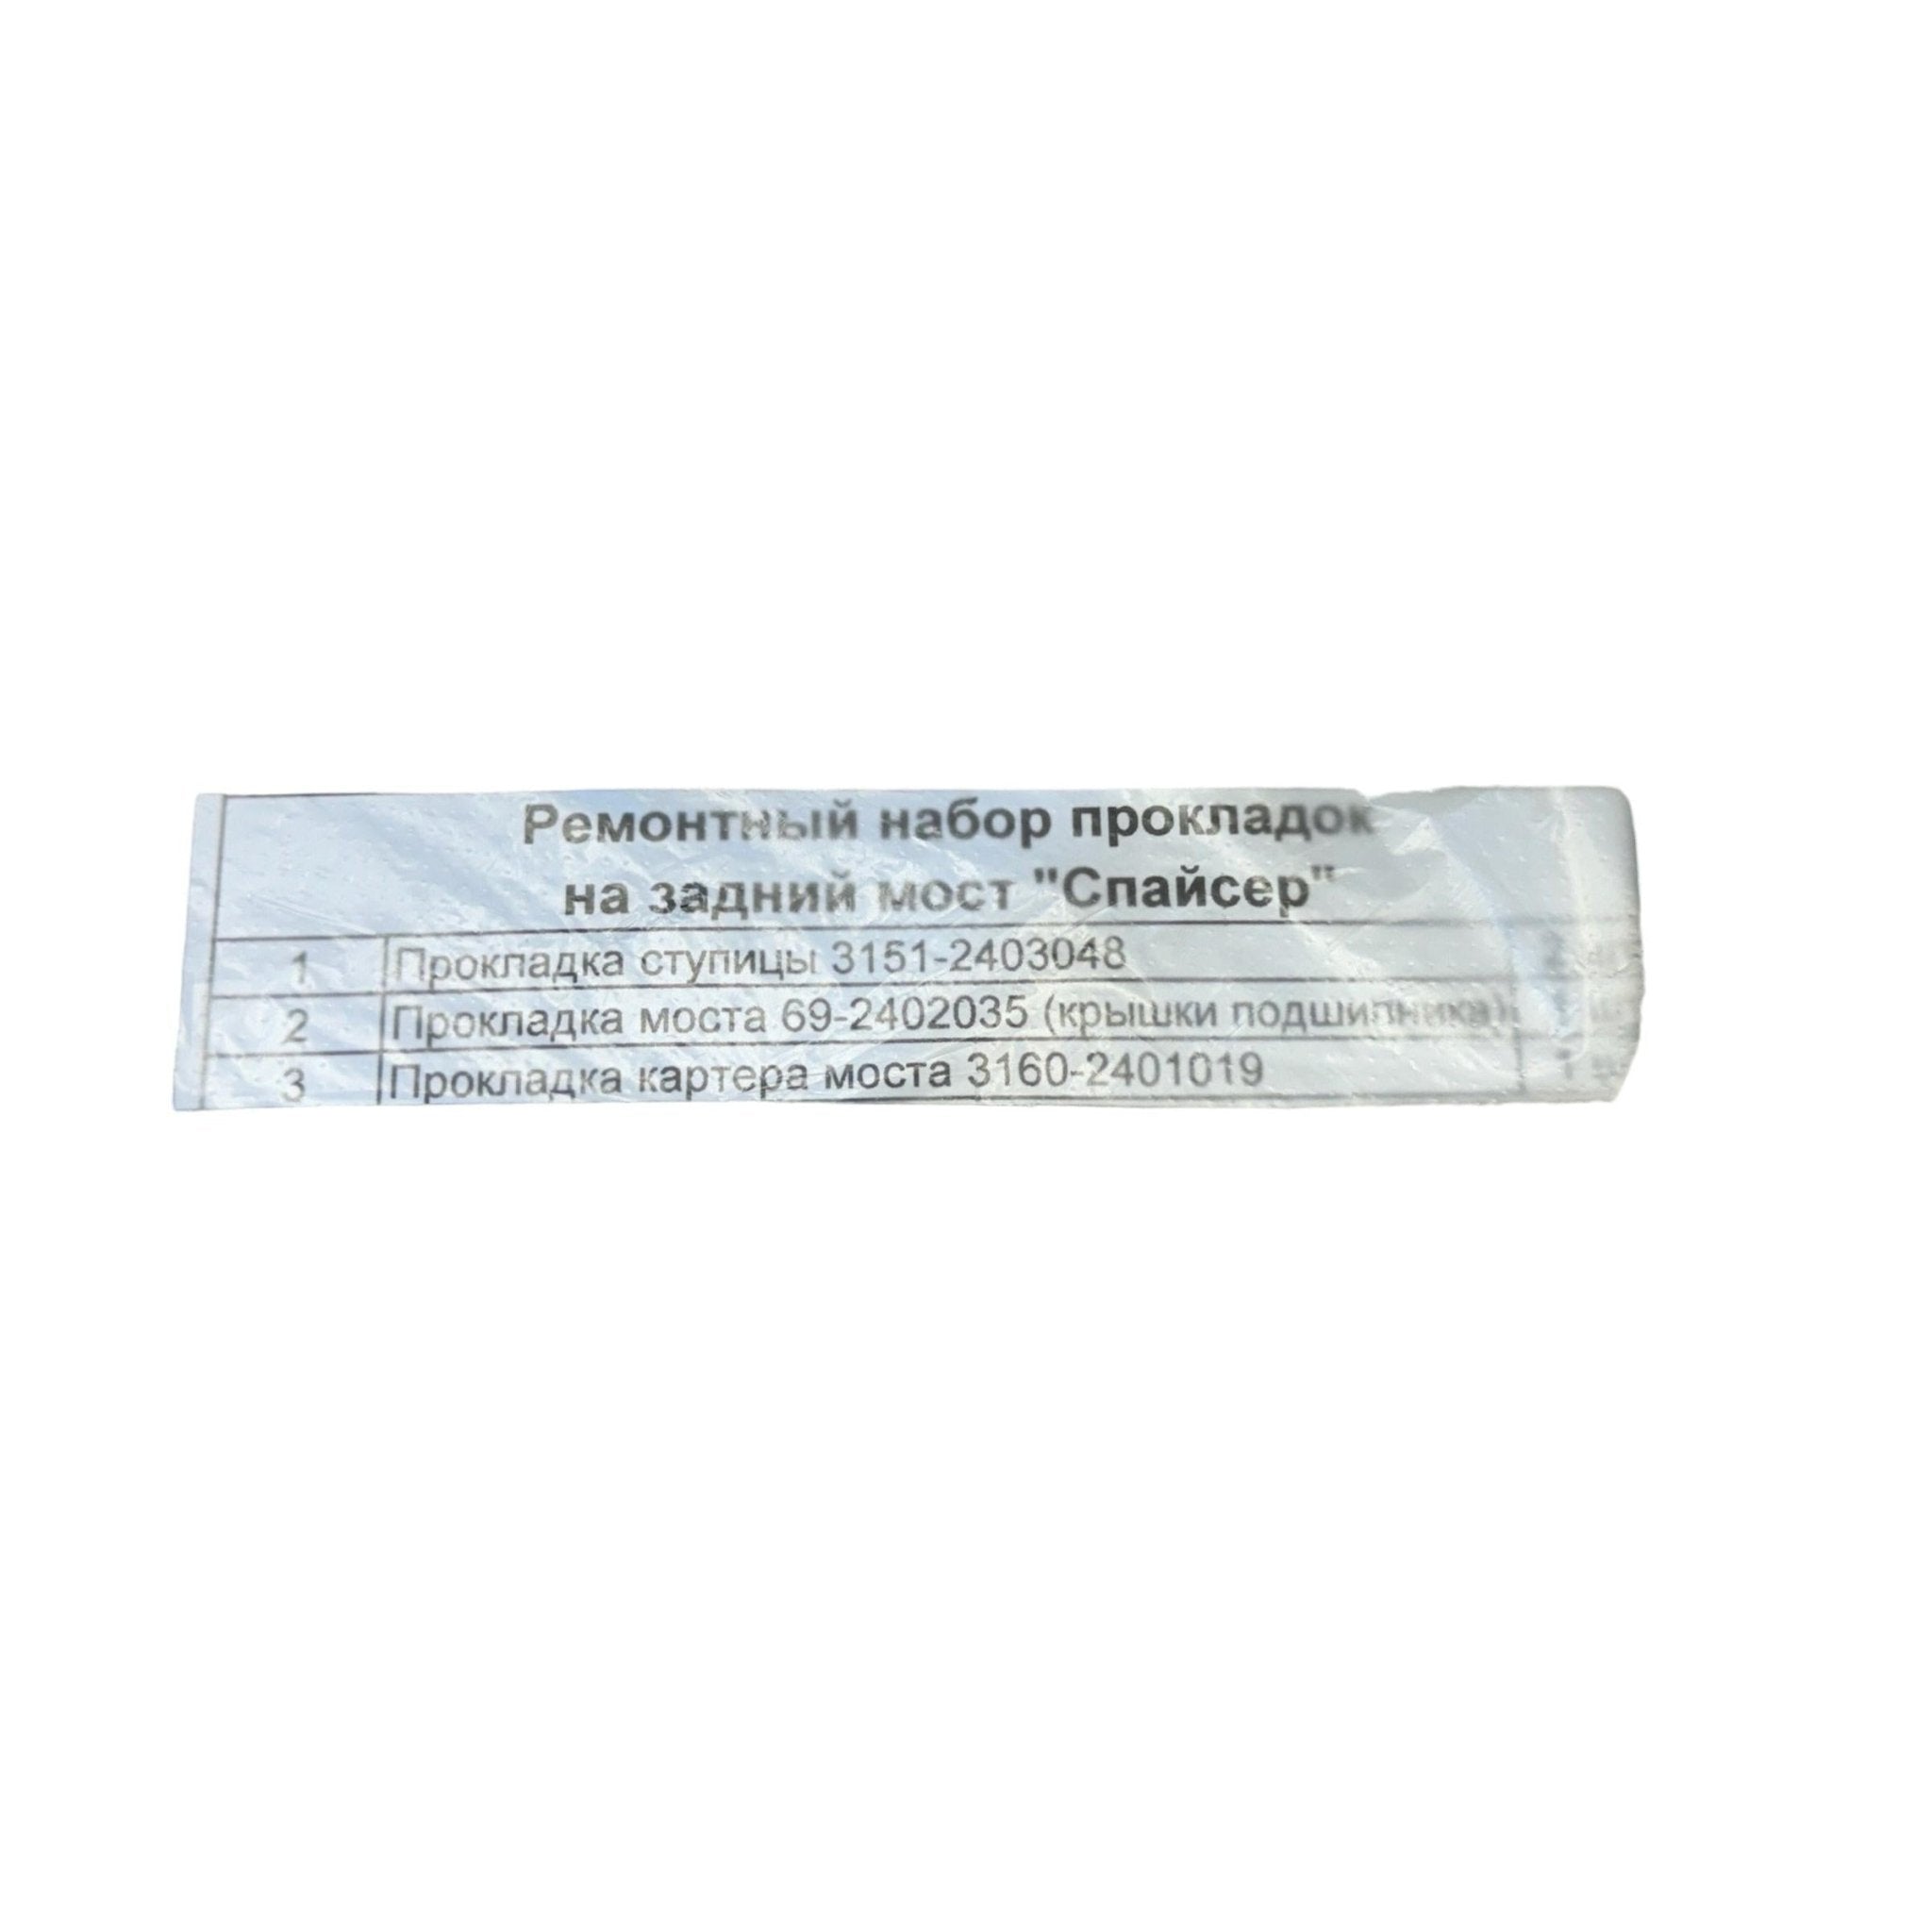 Ремонтный набор прокладок
на задний мост "Спайсер"
1 Прокладка ступицы 3151-2403048
2 Прокладка моста 69-2402035 (крышки подшипника)
3 Прокладка картера моста 3160-2401019 1